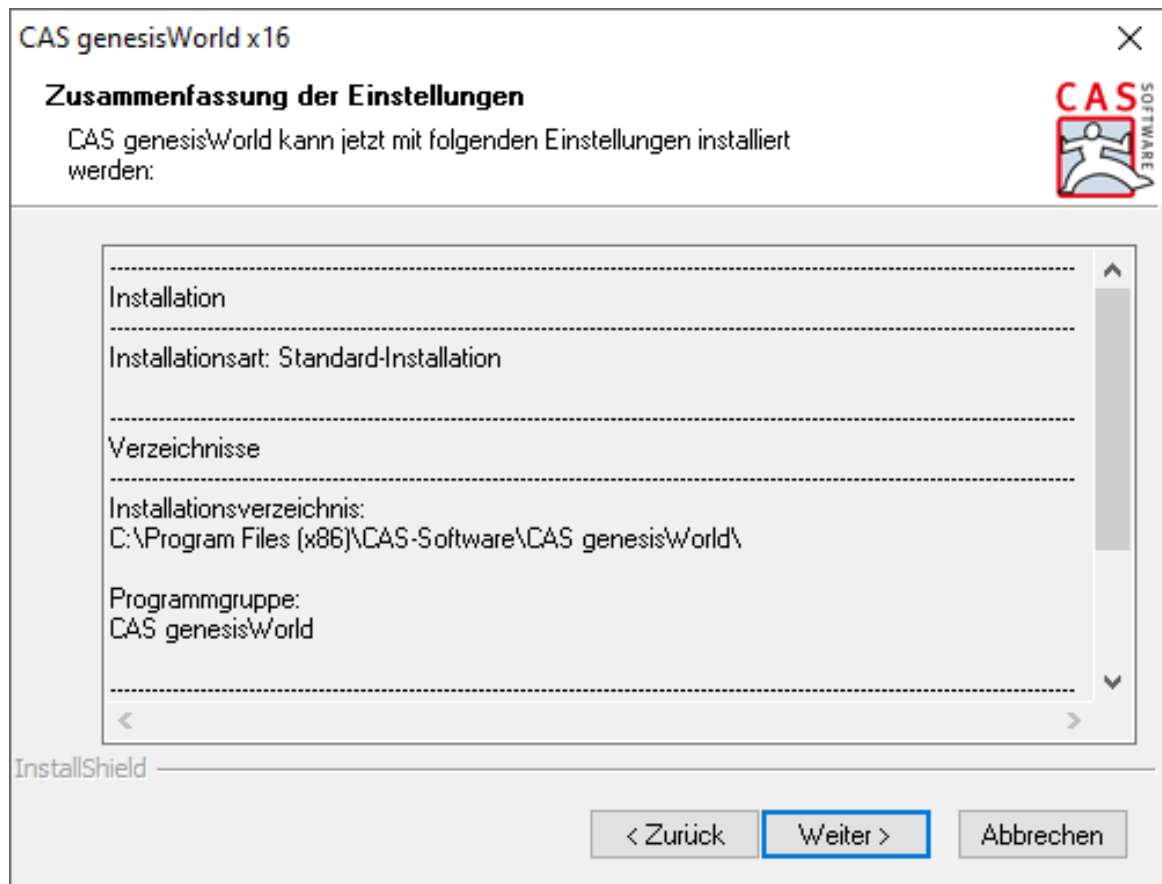 CAS genesisWorld x16
Zusammenfassung der Einstellungen
CAS genesisWorld kann jetzt mit folgenden Einstellungen installiert
werden:
CAS
SOFTWARE
Installation
Installationsart: Standard-Installation
Verzeichnisse
Installationsverzeichnis:
C:\Program Files (x86)\CAS-Software\CAS genesisWorld\
Programmgruppe:
CAS genesisWorld
InstallShield
< Zurück
Weiter >
Abbrechen